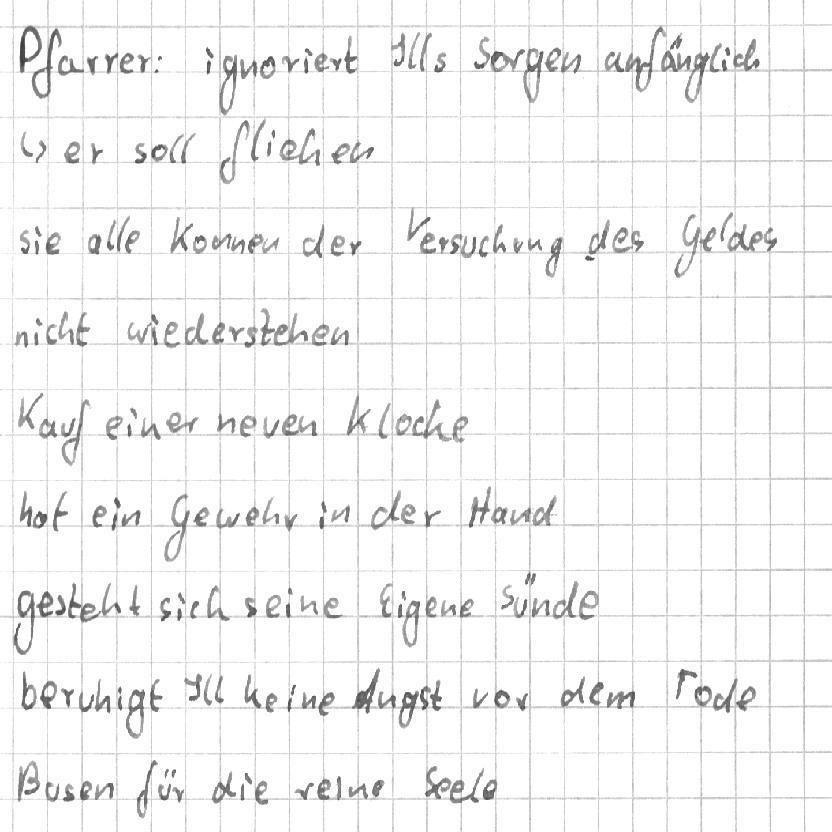 Pfarrer: ignoriert Ills Sorgen anfänglich
↳ er soll fliehen
sie alle konnen der Versuchung des Geldes
nicht wiederstehen
Kauf einer neuen Klocke
hat ein Gewehr in der Hand
gesteht sich seine Eigene Sünde
beruhigt Ill keine Angst vor dem Tode
Busen für die reine Seele